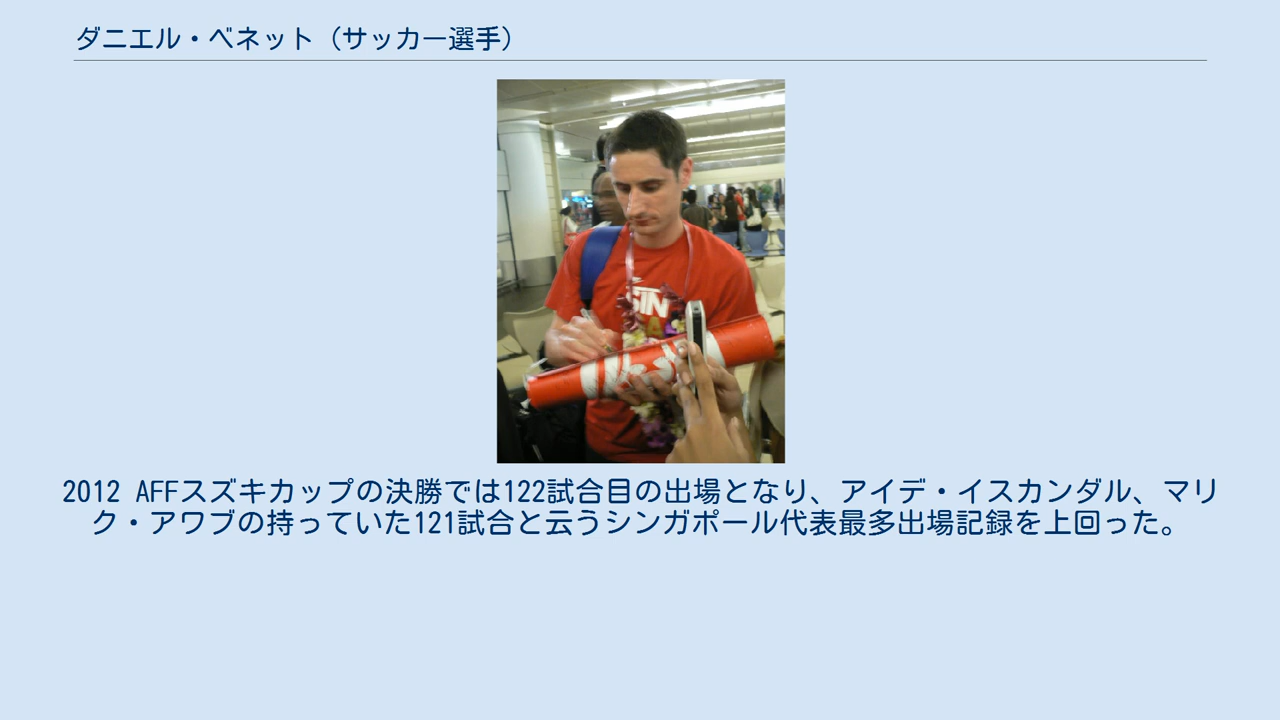 ダニエル・ベネット（サッカー選手）
SIN
2012 AFFスズキカップの決勝では122試合目の出場となり、アイデ・イスカンダル、マリ
ク・アワブの持っていた121試合と云うシンガポール代表最多出場記録を上回った。